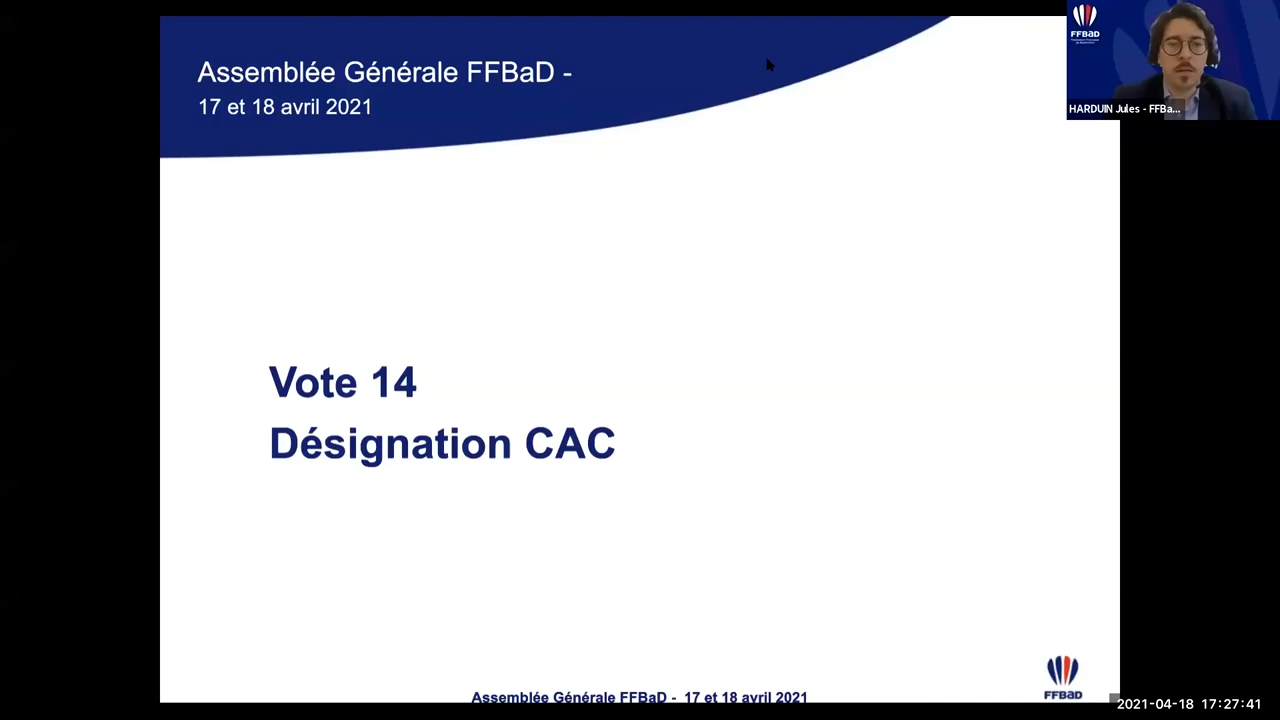 Assemblée Générale FFBaD -
17 et 18 avril 2021
FFBaD
HARDUIN Jules - FFBa...
Vote 14
Désignation CAC
FFBaD
Assemblée Générale FFBaD - 17 et 18 avril 2021
2021-04-18 17:27:41